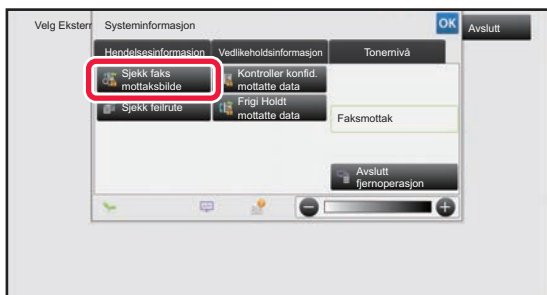 Velg Ekstern
Systeminformasjon
OK
Avslutt
Hendelsesinformasjon
Vedlikeholdsinformasjon
Tonernivå
Sjekk faks
mottaksbilde
Kontroller konfid.
mottatte data
Sjekk feilrute
Frigi Holdt
mottatte data
Faksmottak
Avslutt
fjernoperasjon